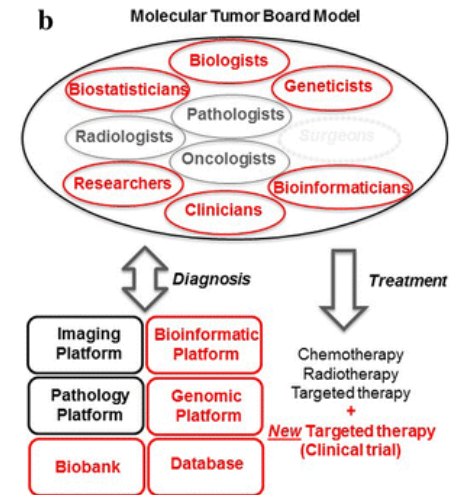 b
Molecular Tumor Board Model
Biologists
Biostatisticians
Geneticists
Pathologists
Radiologists
Surgeons
Oncologists
Researchers
Bioinformaticians
Clinicians
Diagnosis
Treatment
Imaging
Platform
Bioinformatic
Platform
Pathology
Platform
Genomic
Platform
Biobank
Database
Chemotherapy
Radiotherapy
Targeted therapy
+
New Targeted therapy
(Clinical trial)